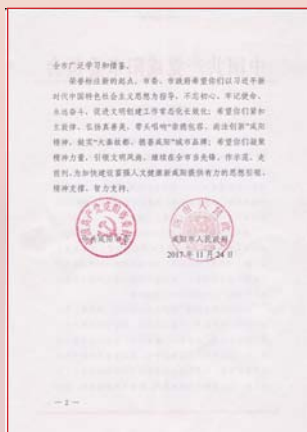 全市广泛学习和借鉴。
荣誉标注新的起点。市委、市政府希望你们以习近平新
时代中国特色社会主义思想为指导，不忘初心、牢记使命、
永远奋斗，促进文明创建工作常态化长效化；希望你们紧扣
主旋律，弘扬真善美，带头唱响“崇德包容、尚法创新”咸阳
精神，做实“大秦故都、德善咸阳”城市品牌；希望你们凝聚
精神力量，引领文明风尚，继续在全市当先锋、作示范、走
前列，为加快建设富强人文健康新咸阳提供有力的思想引领、
精神支撑、智力支持。
咸阳市人民政府
2017年11月24日
— 2 —